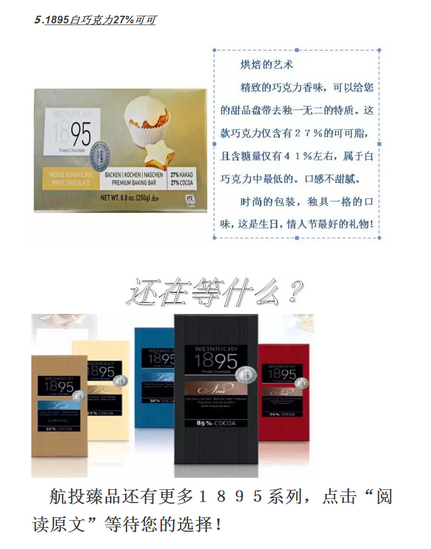 5.1895白巧克力27%可可
烘焙的艺术
精致的巧克力香味，可以给您
的甜品盘带去独一无二的特质。这
款巧克力仅含有２７％的可可脂，
且含糖量仅有４１％左右，属于白
巧克力中最低的。口感不甜腻。
时尚的包装，独具一格的口
味，这是生日，情人节最好的礼物！
WEINRICH
1895
Finest Chocolate
WEISSE SCHOKOLADE
WHITE CHOCOLATE
BACKEN | KOCHEN | NASCHEN
PREMIUM BAKING BAR
27% KAKAO
27% COCOA
NET WT. 8.8 oz. (250g)
还在等什么？
1895
CARAMEL
1895
1895
WEINRICH
1895
Finest Chocolate
Noir
85% COCOA
1895
航投臻品还有更多１８９５系列，点击“阅
读原文”等待您的选择！